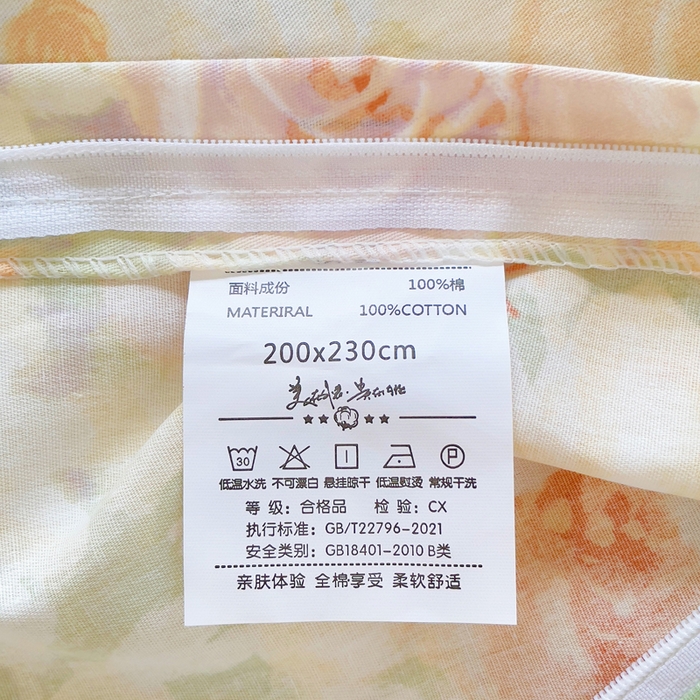 面料成份 100%棉
MATERIRAL 100%COTTON
200x230cm
30 P
低温水洗 不可漂白 悬挂晾干 低温熨烫 常规干洗
等 级：合格品 检 验：CX
执行标准：GB/T22796-2021
安全类别：GB18401-2010 B类
亲肤体验 全棉享受 柔软舒适